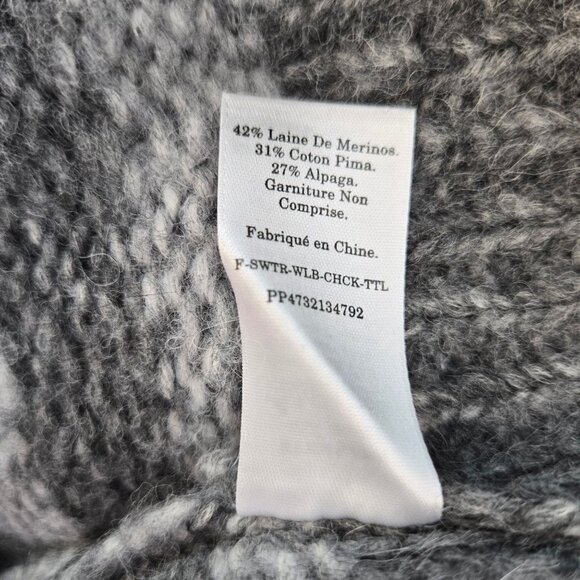 42% Laine De Merinos.
31% Coton Pima.
27% Alpaga.
Garniture Non
Comprise.
Fabriqué en Chine.
F-SWTR-WLB-CHCK-TTL
PP4732134792